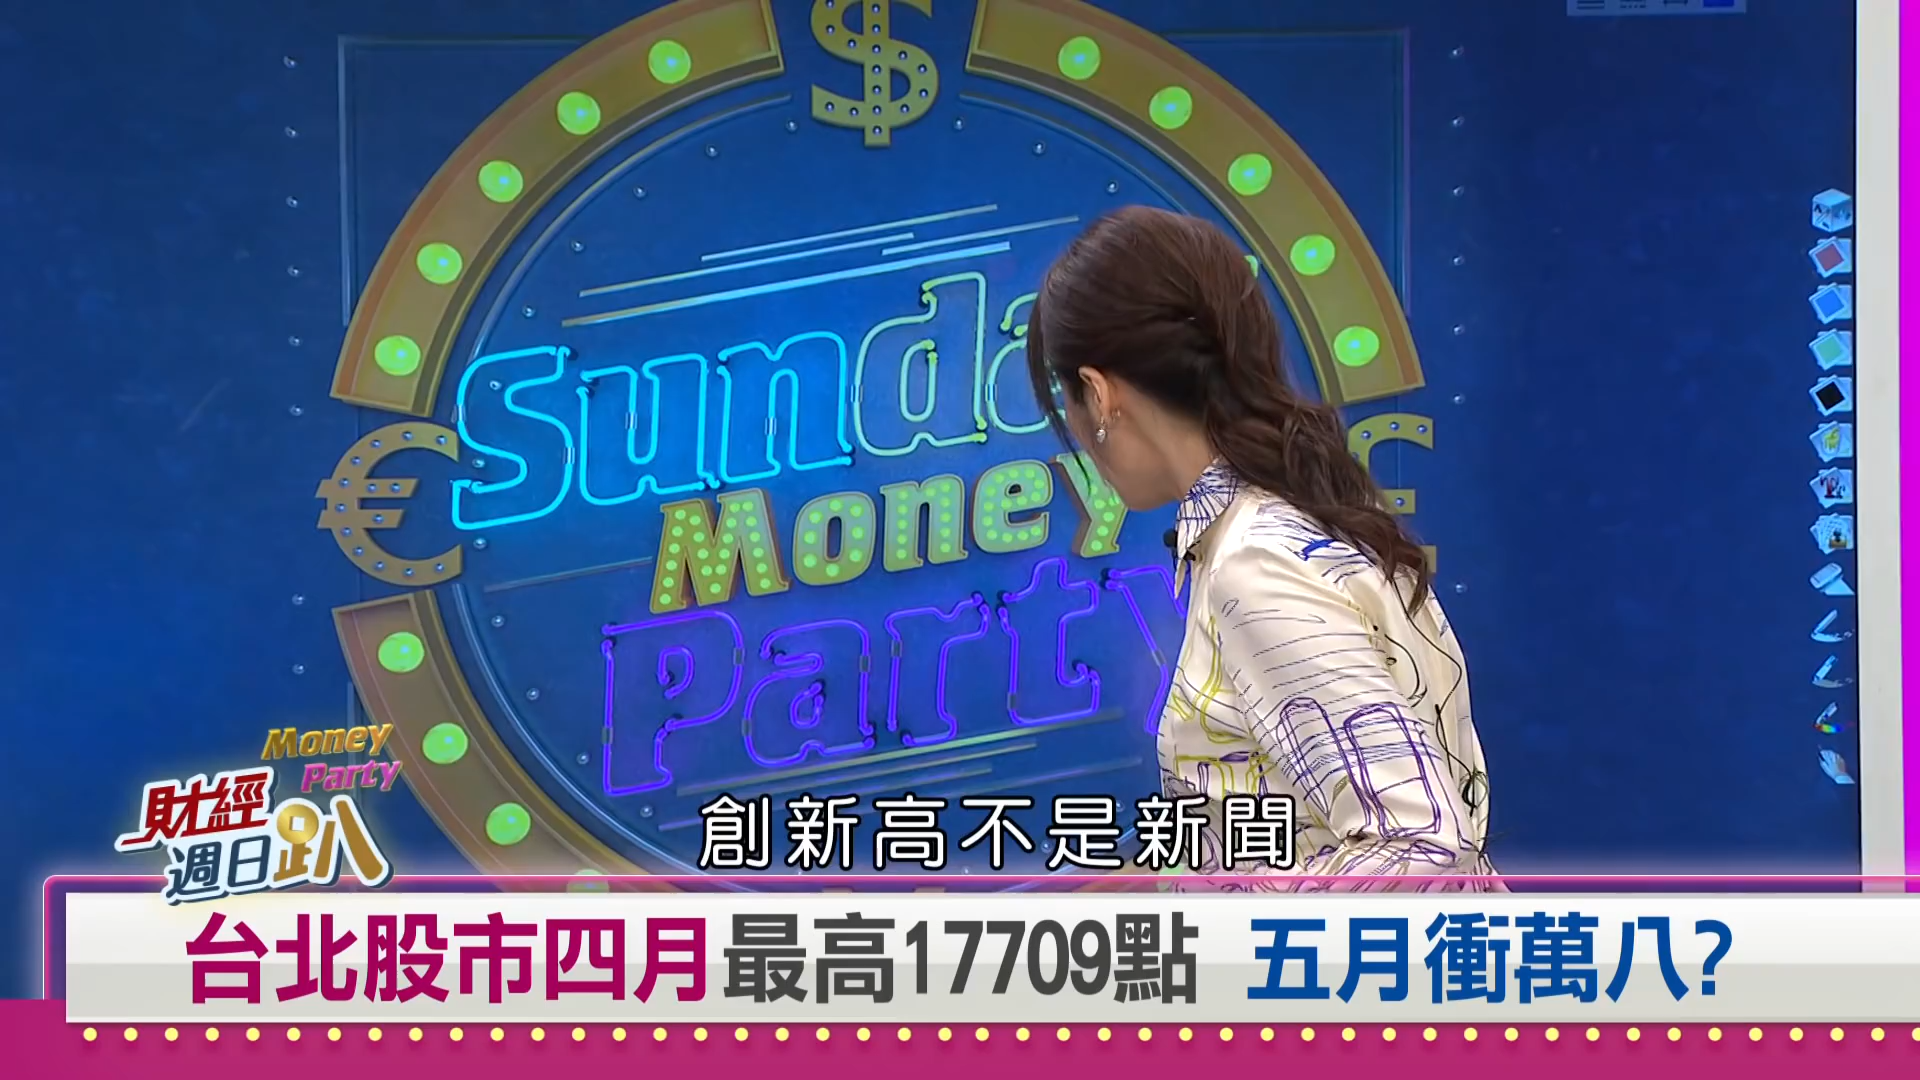 $
Sunda
Money
Party
€
Money
Party
財經
週日趴
創新高不是新聞
台北股市四月最高17709點 五月衝萬八?